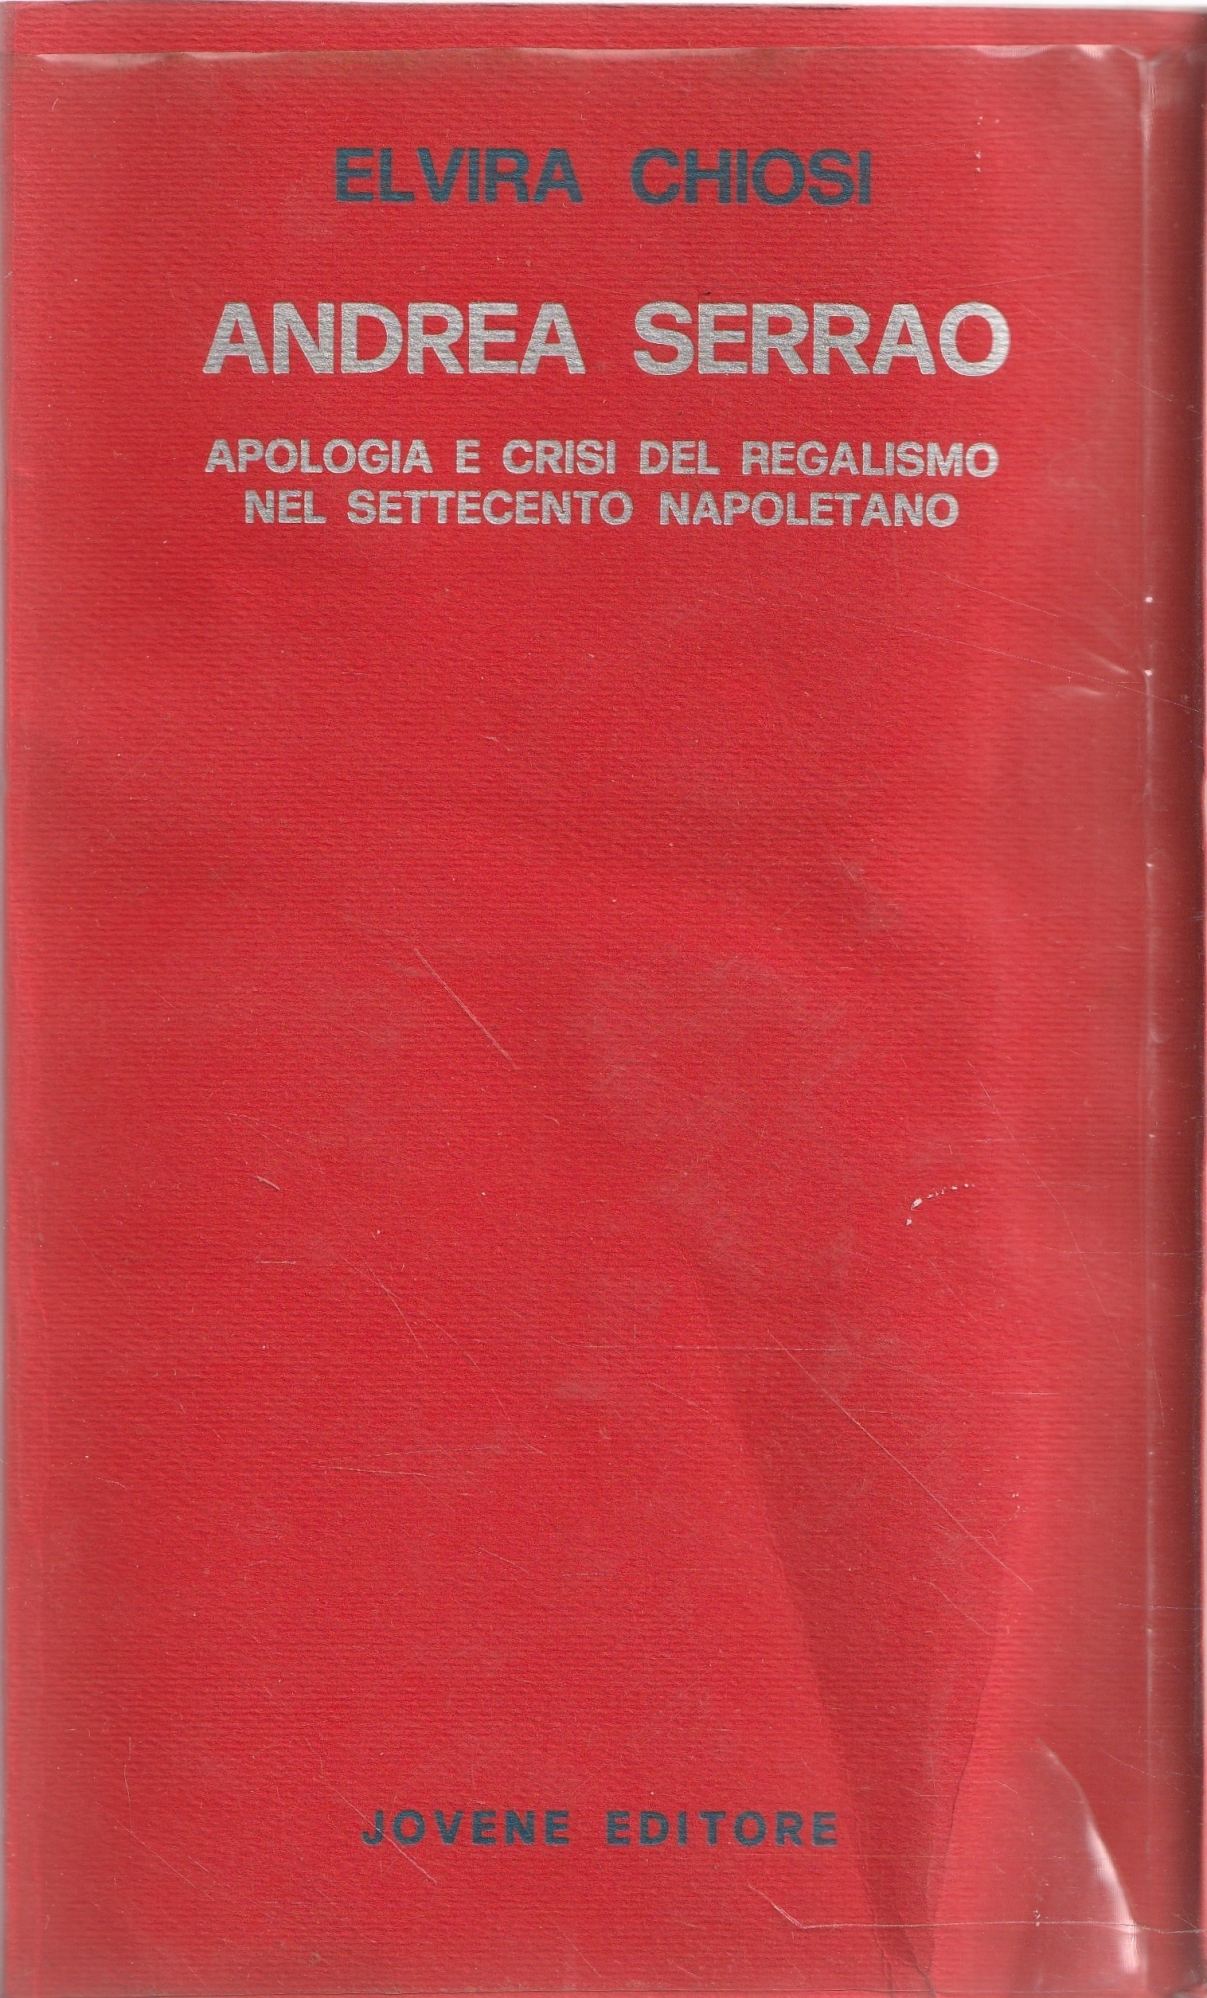 ELVIRA CHIOSI
ANDREA SERRAO
APOLOGIA E CRISI DEL REGALISMO
NEL SETTECENTO NAPOLETANO
JOVENE EDITORE